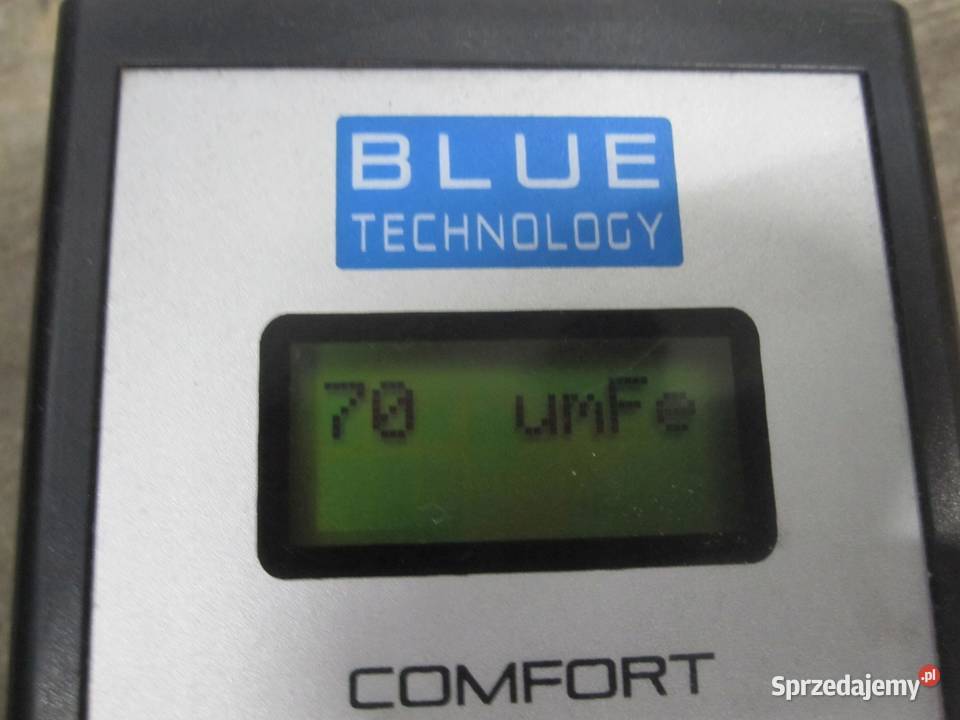 BLUE
TECHNOLOGY
70 umFe
COMFORT
Sprzedajemy.pl